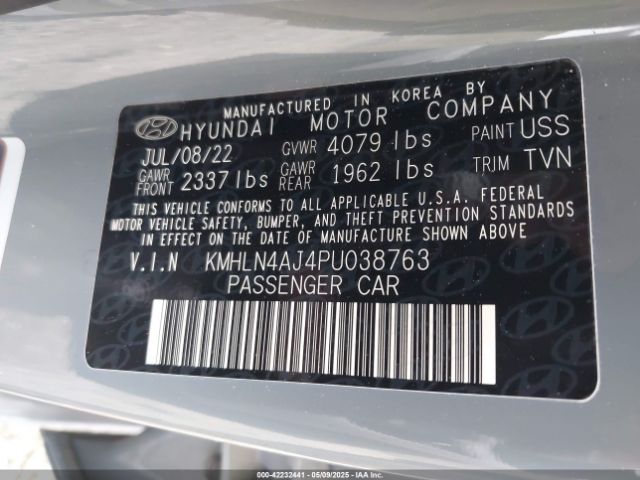 MANUFACTURED IN KOREA BY
HYUNDAI MOTOR COMPANY
JUL/08/22 GVWR 4079 lbs PAINT USS
GAWR FRONT 2337 lbs GAWR REAR 1962 lbs TRIM TVN
THIS VEHICLE CONFORMS TO ALL APPLICABLE U.S.A. FEDERAL
MOTOR VEHICLE SAFETY, BUMPER, AND THEFT PREVENTION STANDARDS
IN EFFECT ON THE DATE OF MANUFACTURE SHOWN ABOVE.
V.I.N KMHLN4AJ4PU038763
PASSENGER CAR
000-42232441 - 05/09/2025 - IAAI.COM